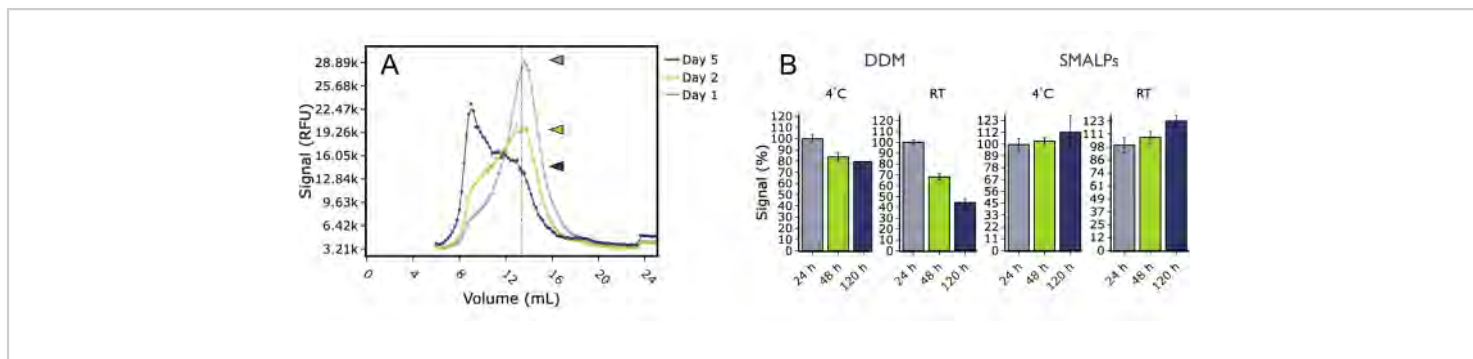 A
Signal (RFU)
28.89k
25.68k
22.47k
19.26k
16.05k
12.84k
9.63k
6.42k
3.21k
0
4
8
12
16
20
24
Volume (mL)
Day 5
Day 2
Day 1
B
DDM
SMALPs
4°C
RT
4°C
RT
Signal (%)
120
110
100
90
80
70
60
50
40
30
20
10
0
24 h
48 h
120 h
120
110
100
90
80
70
60
50
40
30
20
10
0
24 h
48 h
120 h
123
111
100
89
78
67
56
45
33
22
11
0
24 h
48 h
120 h
123
111
98
86
74
61
49
37
25
12
0
24 h
48 h
120 h